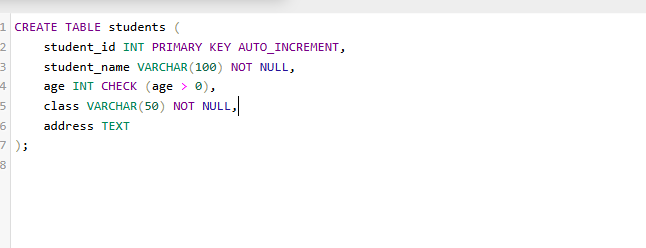 1 CREATE TABLE students (
2 student_id INT PRIMARY KEY AUTO_INCREMENT,
3 student_name VARCHAR(100) NOT NULL,
4 age INT CHECK (age > 0),
5 class VARCHAR(50) NOT NULL,
6 address TEXT
7 );
8